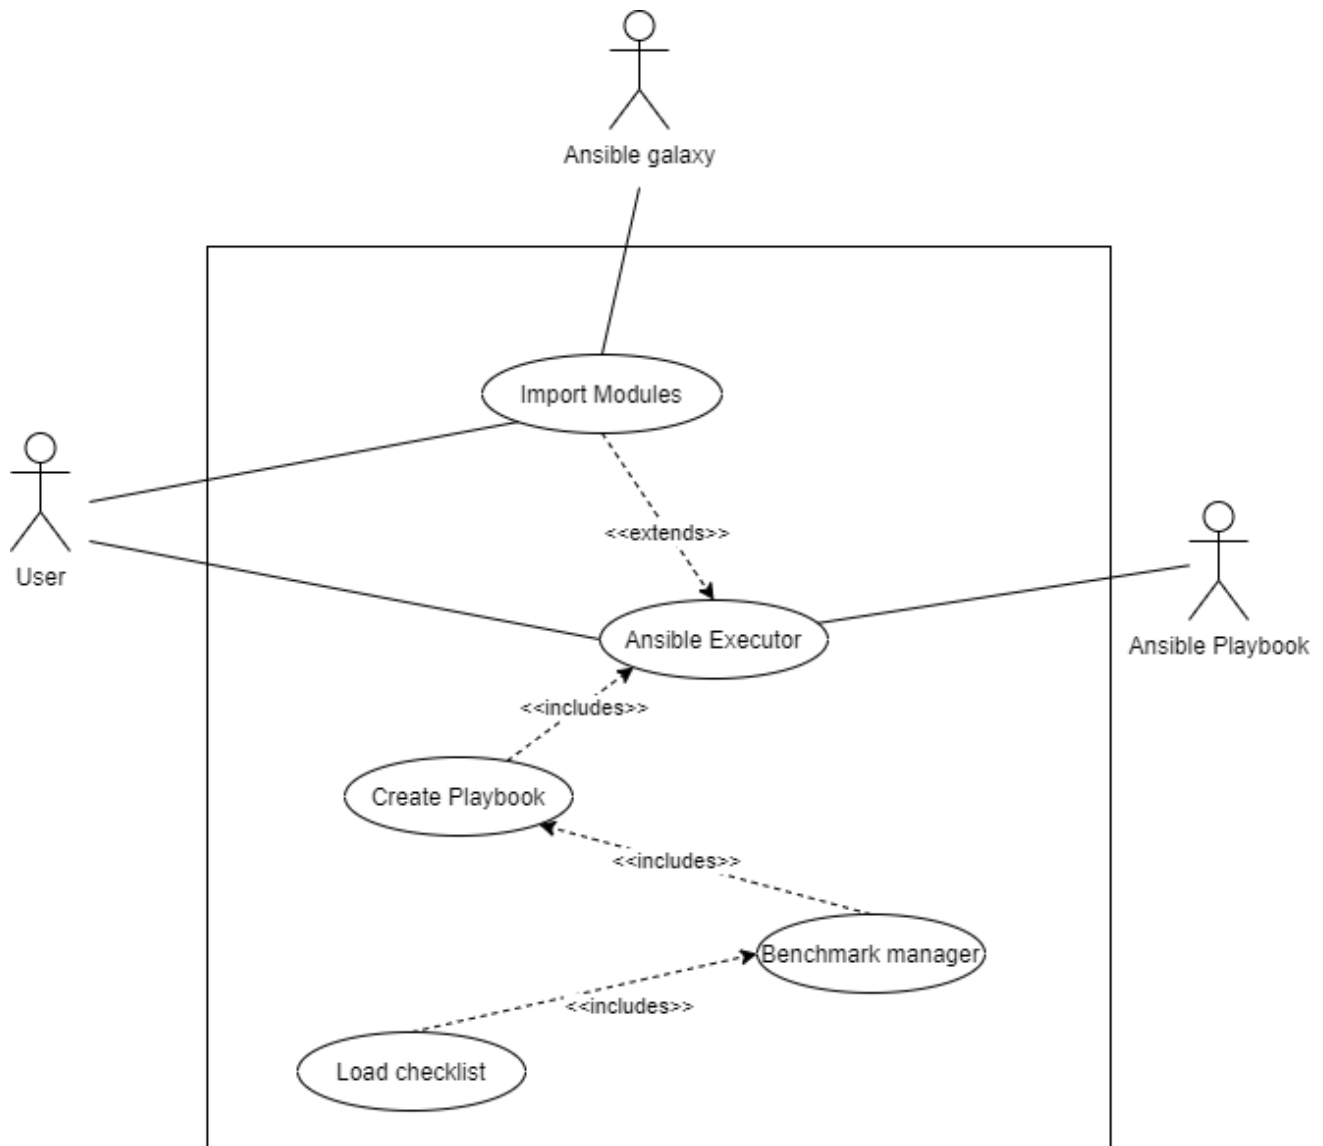 Ansible galaxy
Import Modules
<<extends>>
User
Ansible Executor
Ansible Playbook
<<includes>>
Create Playbook
<<includes>>
Benchmark manager
<<includes>>
Load checklist